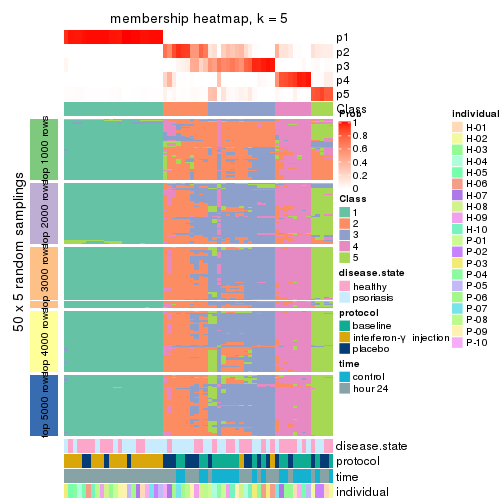 membership heatmap, k = 5
p1
p2
p3
p4
p5
Class
50 x 5 random samplings
top 1000 rows
top 2000 rows
top 3000 rows
top 4000 rows
top 5000 rows
disease.state
protocol
time
individual
Prob
1
0.8
0.6
0.4
0.2
0
Class
1
2
3
4
5
disease.state
healthy
psoriasis
protocol
baseline
interferon-γ injection
placebo
time
control
hour 24
Individual
H-01
H-02
H-03
H-04
H-05
H-06
H-07
H-08
H-09
H-10
P-01
P-02
P-03
P-04
P-05
P-06
P-07
P-08
P-09
P-10